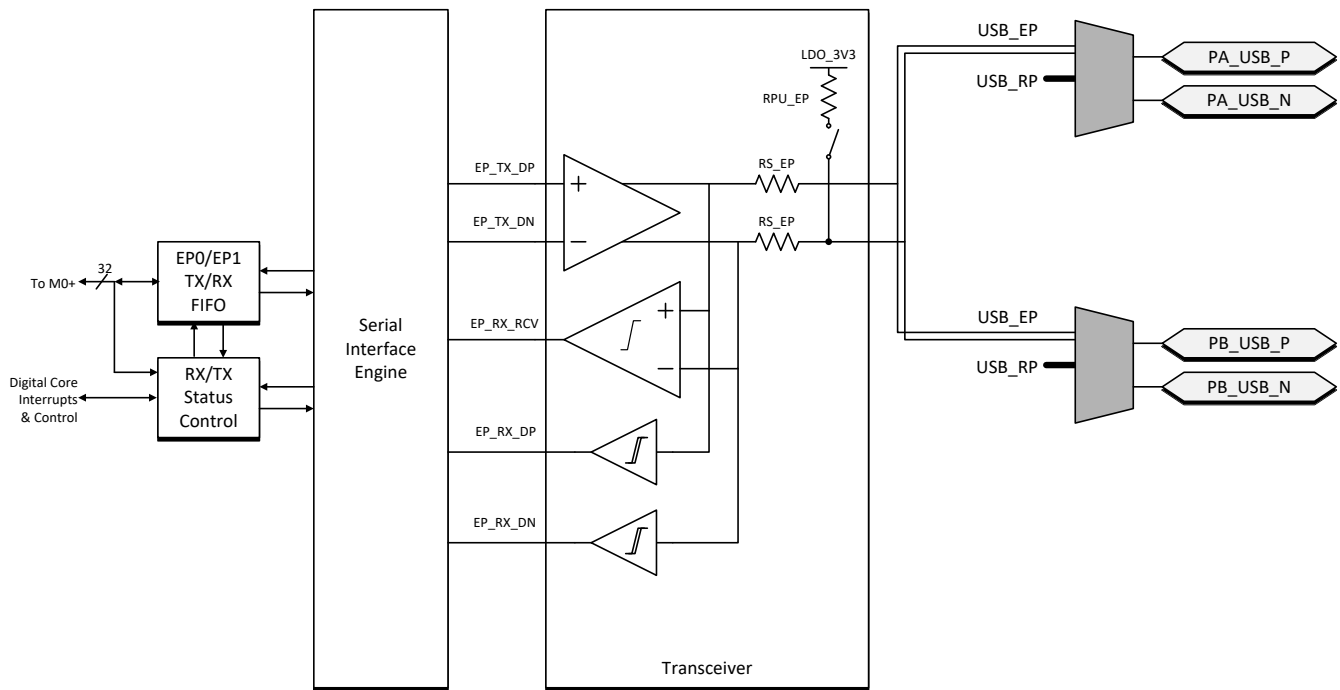 To M0+
32
EP0/EP1
TX/RX
FIFO
RX/TX
Status
Control
Digital Core
Interrupts
& Control
Serial
Interface
Engine
EP_TX_DP
EP_TX_DN
EP_RX_RCV
EP_RX_DP
EP_RX_DN
+
−
+
−
LDO_3V3
RPU_EP
RS_EP
RS_EP
Transceiver
USB_EP
USB_RP
PA_USB_P
PA_USB_N
USB_EP
USB_RP
PB_USB_P
PB_USB_N